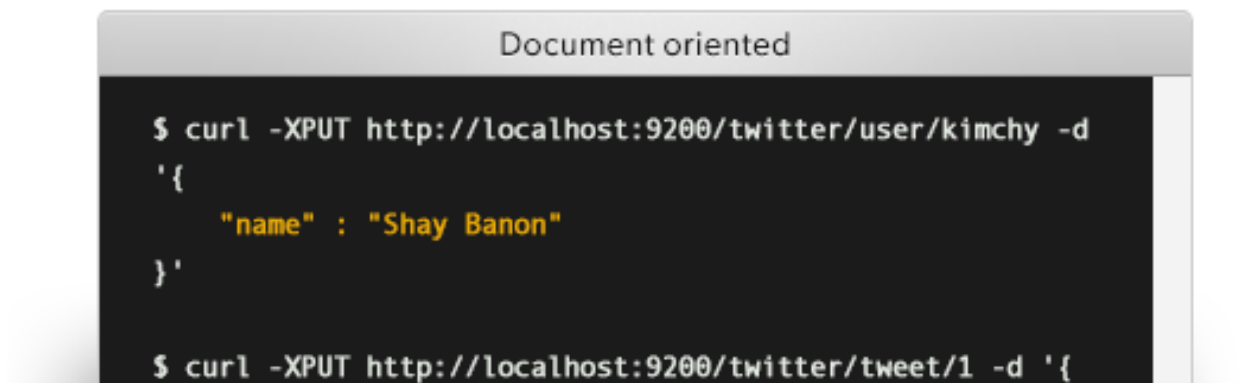 Document oriented
$ curl -XPUT http://localhost:9200/twitter/user/kimchy -d
'{
    "name" : "Shay Banon"
}'
$ curl -XPUT http://localhost:9200/twitter/tweet/1 -d '{